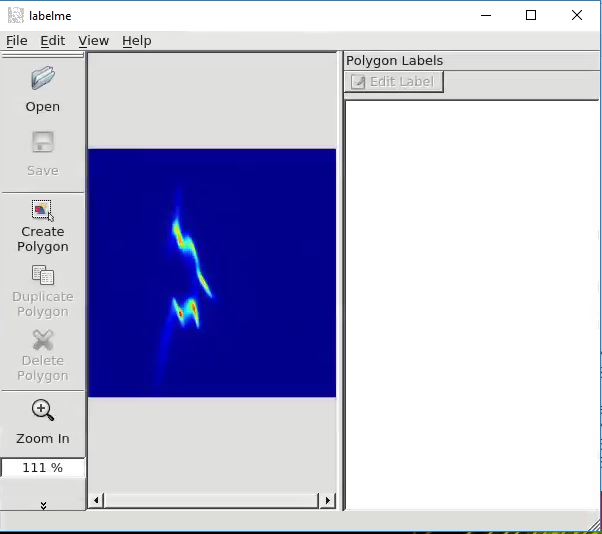 labelme
File Edit View Help
Open
Save
Create
Polygon
Duplicate
Polygon
Delete
Polygon
Zoom In
111 %
Polygon Labels
Edit Label